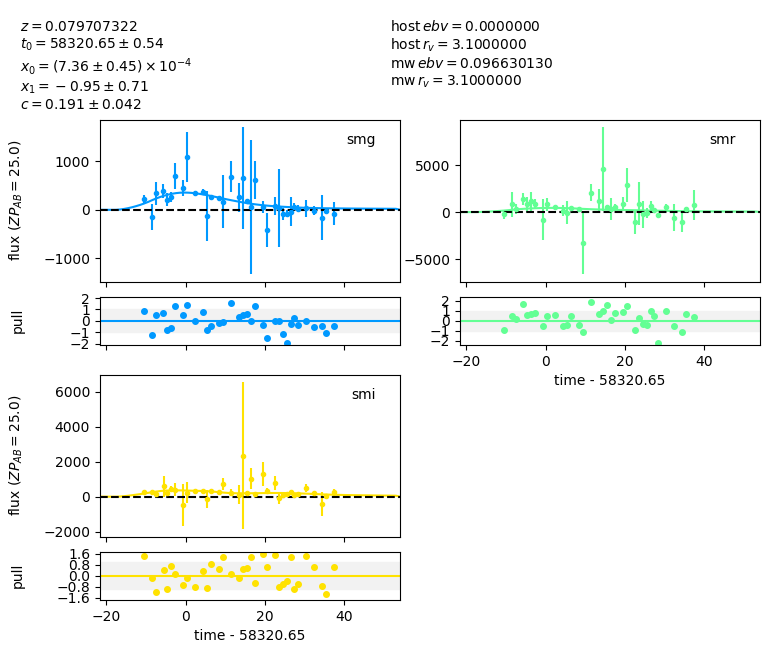 z = 0.079707322
t₀ = 58320.65 ± 0.54
x₀ = (7.36 ± 0.45) × 10⁻⁴
x₁ = −0.95 ± 0.71
c = 0.191 ± 0.042
host ebv = 0.0000000
host r_v = 3.1000000
mw ebv = 0.096630130
mw r_v = 3.1000000
smg
flux (ZP_AB = 25.0)
1000
0
−1000
smr
5000
0
−5000
pull
2
1
0
−1
−2
2
1
0
−1
−2
−20
0
20
40
time - 58320.65
smi
flux (ZP_AB = 25.0)
6000
4000
2000
0
−2000
pull
1.6
0.8
0.0
−0.8
−1.6
−20
0
20
40
time - 58320.65